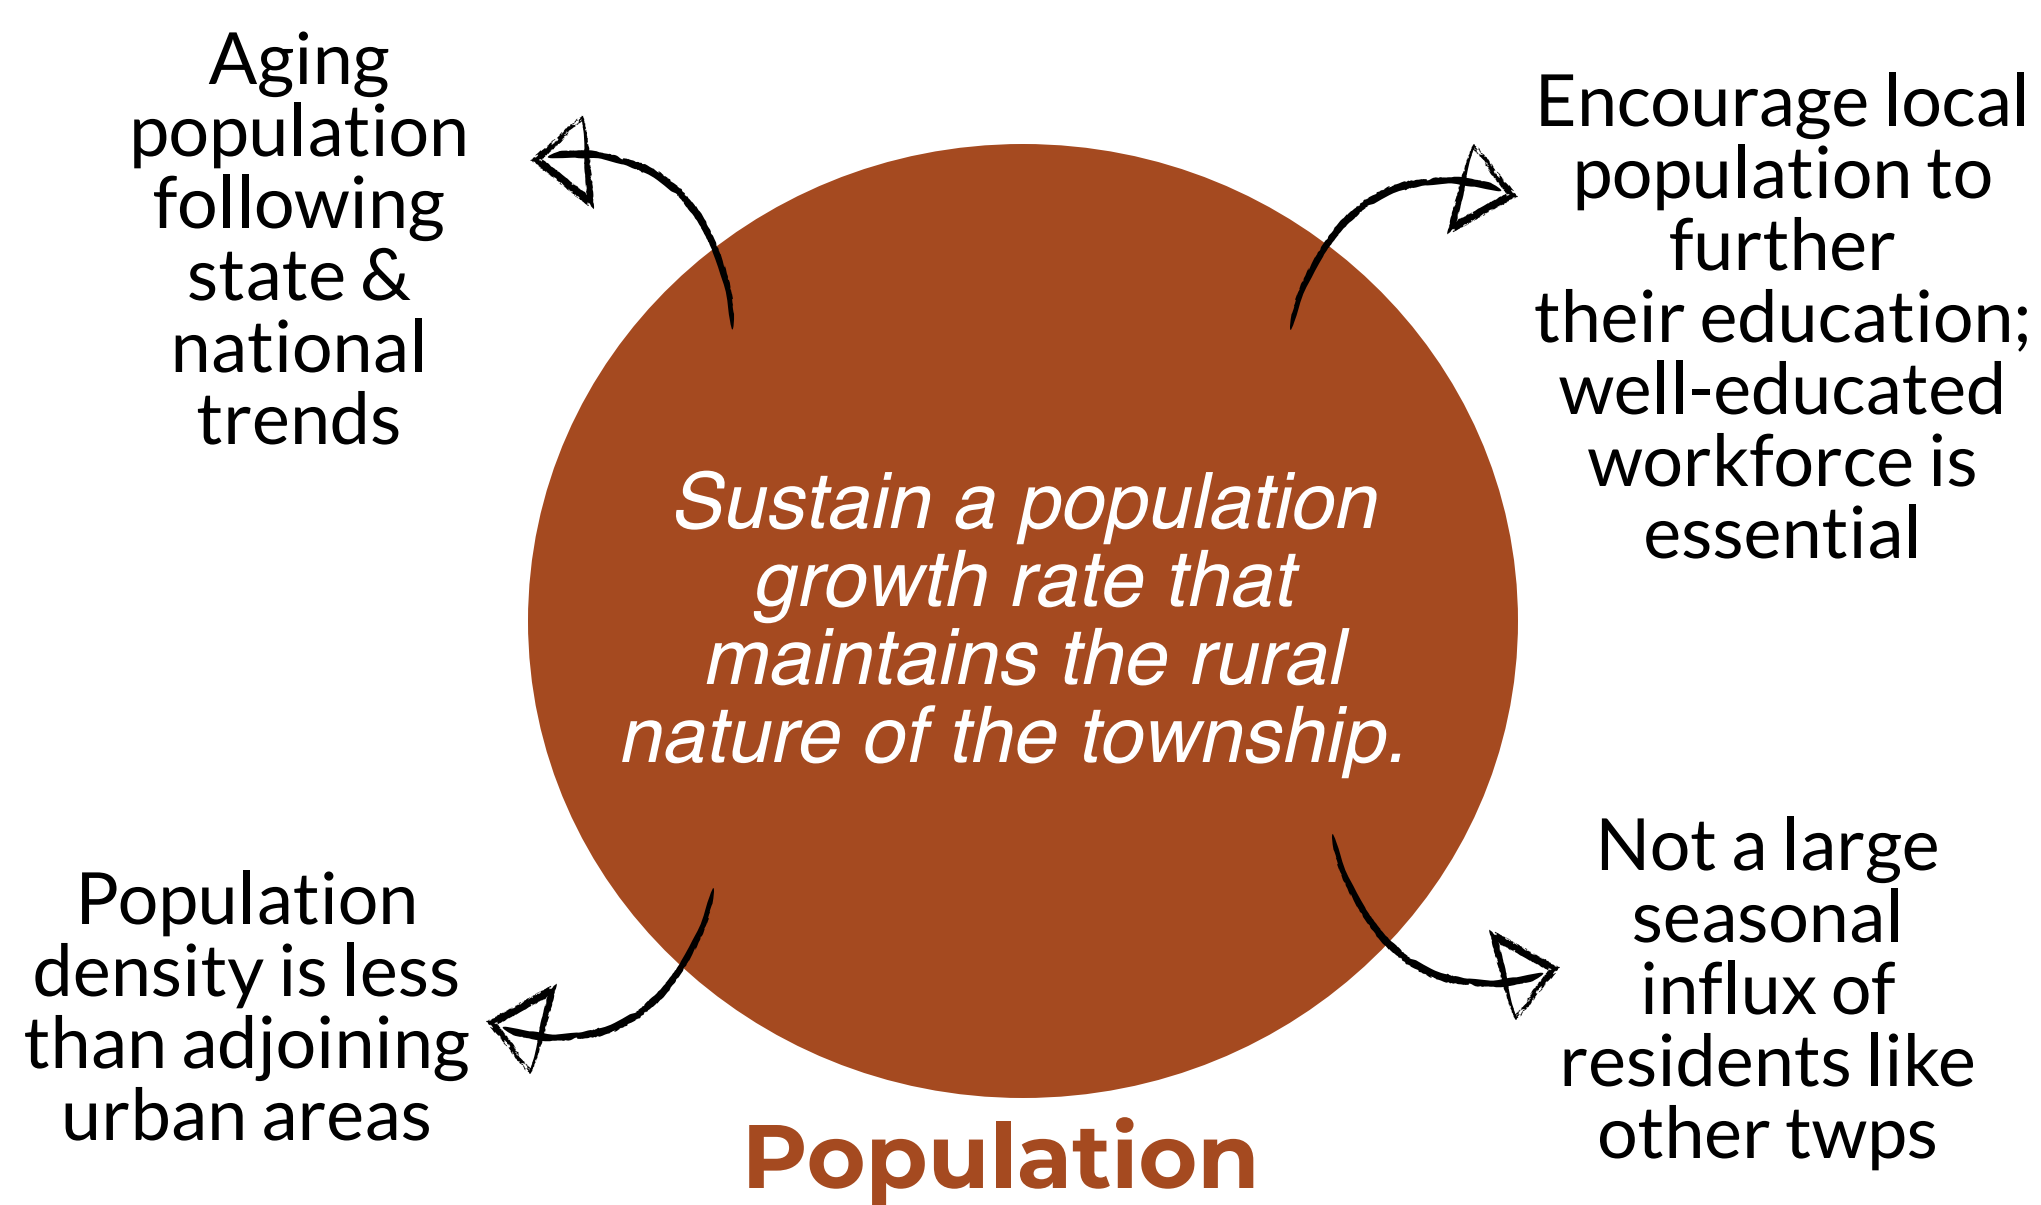 Aging
population
following
state &
national
trends
Encourage local
population to
further
their education;
well-educated
workforce is
essential
Sustain a population
growth rate that
maintains the rural
nature of the township.
Population
density is less
than adjoining
urban areas
Not a large
seasonal
influx of
residents like
other twps
Population